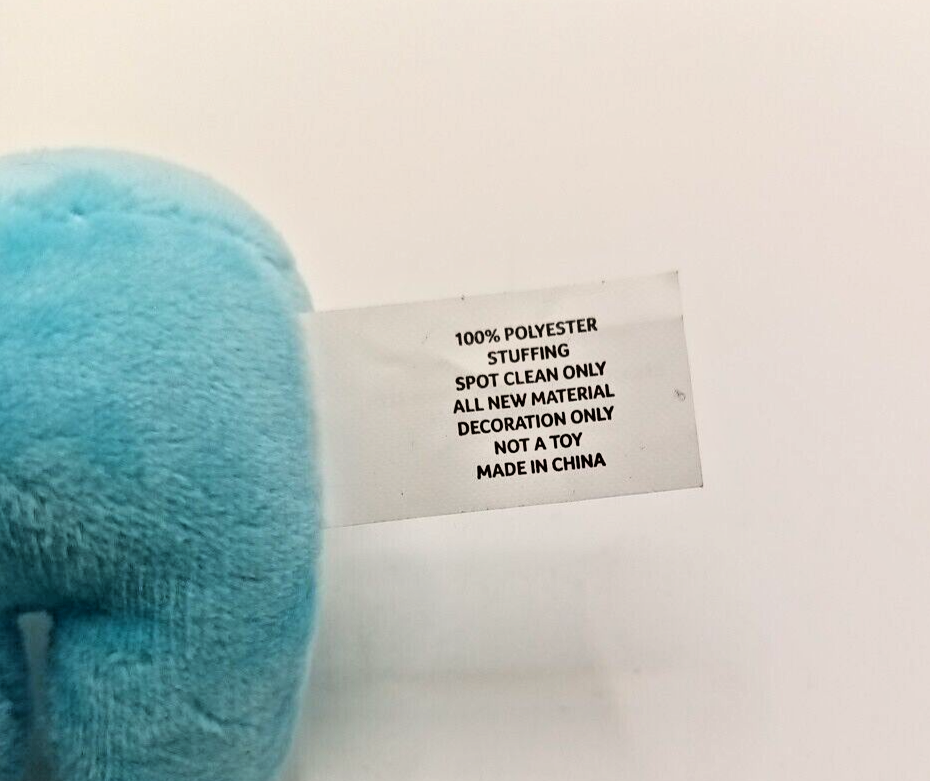 100% POLYESTER
STUFFING
SPOT CLEAN ONLY
ALL NEW MATERIAL
DECORATION ONLY
NOT A TOY
MADE IN CHINA